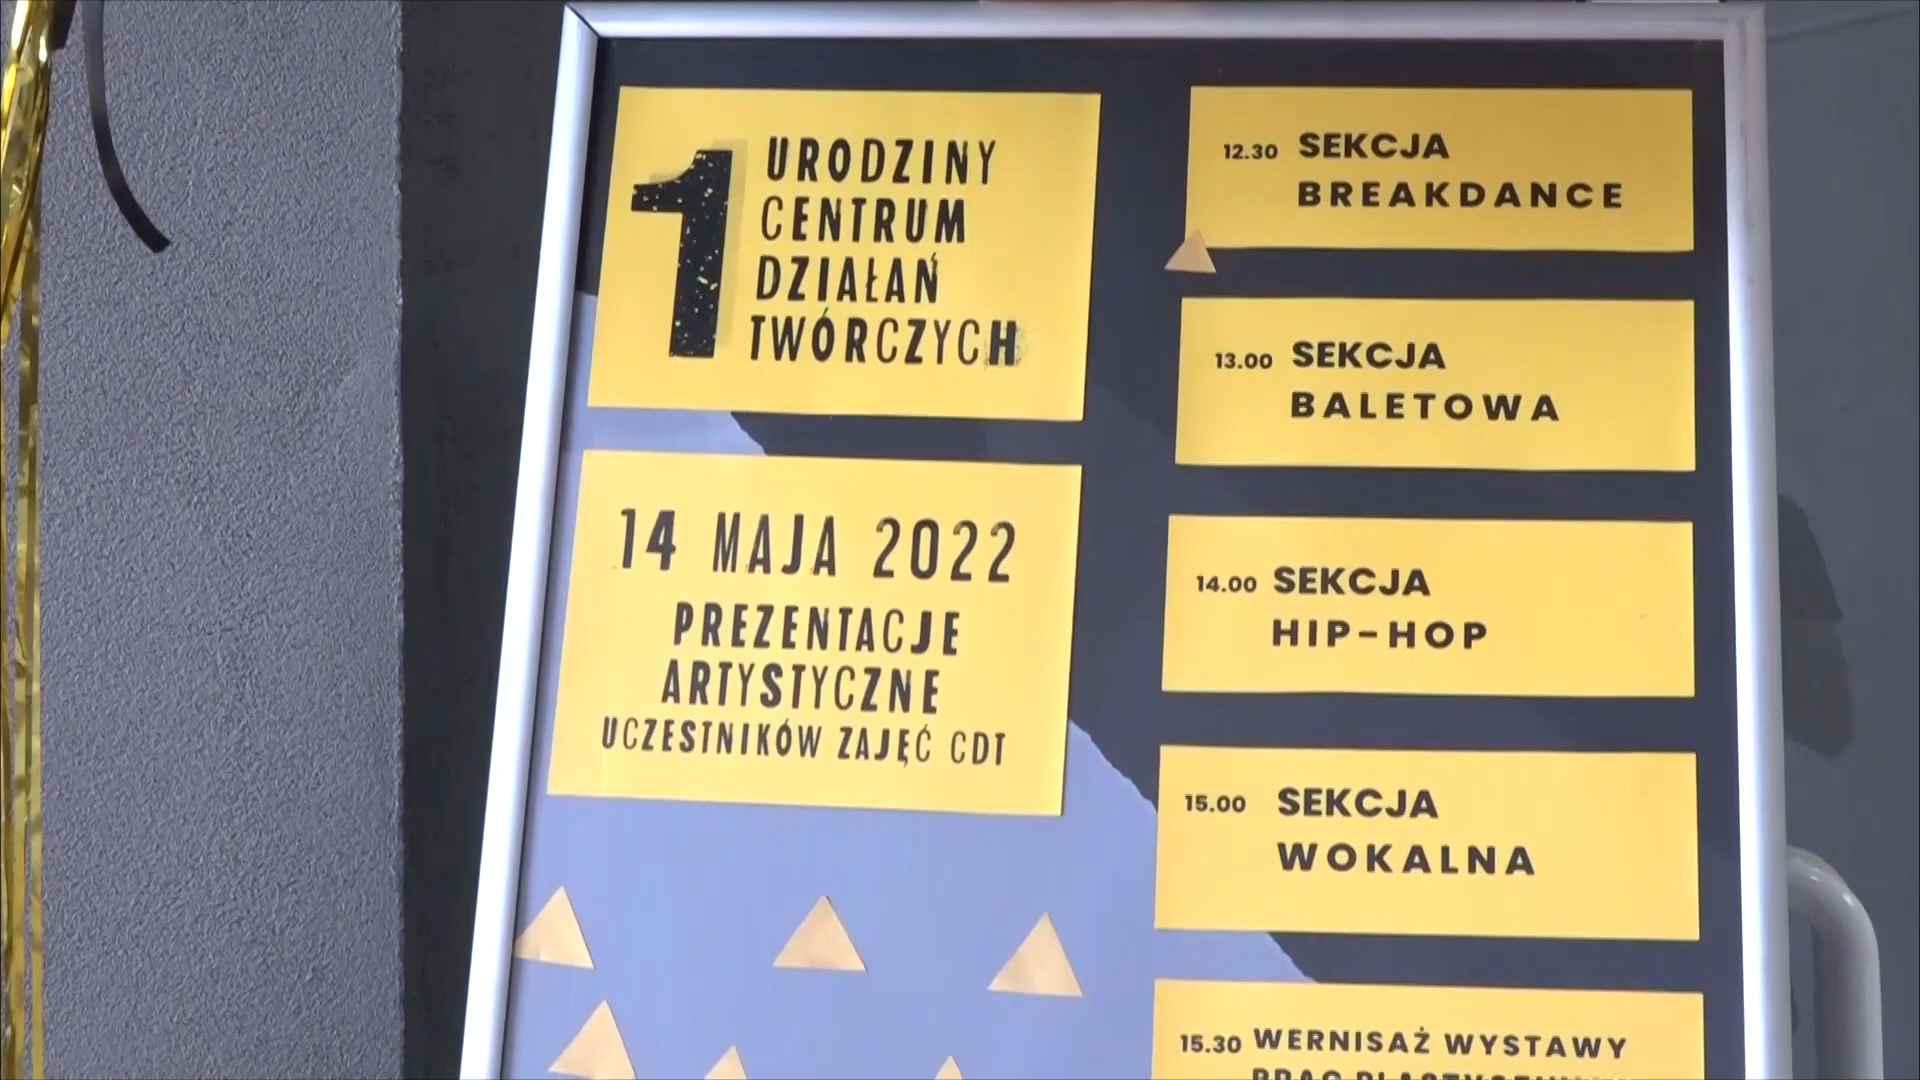 1
URODZINY
CENTRUM
DZIAŁAŃ
TWÓRCZYCH
14 MAJA 2022
PREZENTACJE
ARTYSTYCZNE
UCZESTNIKÓW ZAJĘĆ CDT
12.30 SEKCJA
BREAKDANCE
13.00 SEKCJA
BALETOWA
14.00 SEKCJA
HIP-HOP
15.00 SEKCJA
WOKALNA
15.30 WERNISAŻ WYSTAWY
PRAC